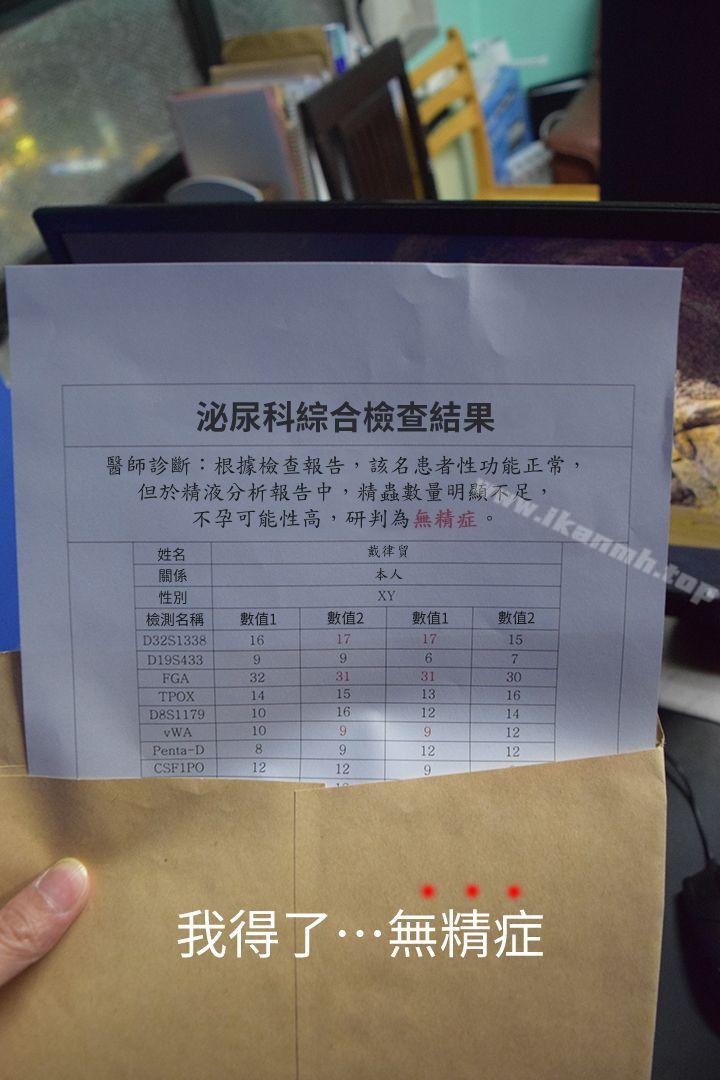 泌尿科綜合檢查結果
醫師診斷：根據檢查報告，該名患者性功能正常，
但於精液分析報告中，精蟲數量明顯不足，
不孕可能性高，研判為無精症。
姓名 戴律貿
關係 本人
性別 XY
檢測名稱 數值1 數值2 數值1 數值2
D32S1338 16 17 17 15
D19S433 9 9 6 7
FGA 32 31 31 30
TPOX 14 15 13 16
D8S1179 10 16 12 14
vWA 10 9 9 12
Penta-D 8 9 12 12
CSF1PO 12 12 9
www.ikanmh.top
我得了…無精症